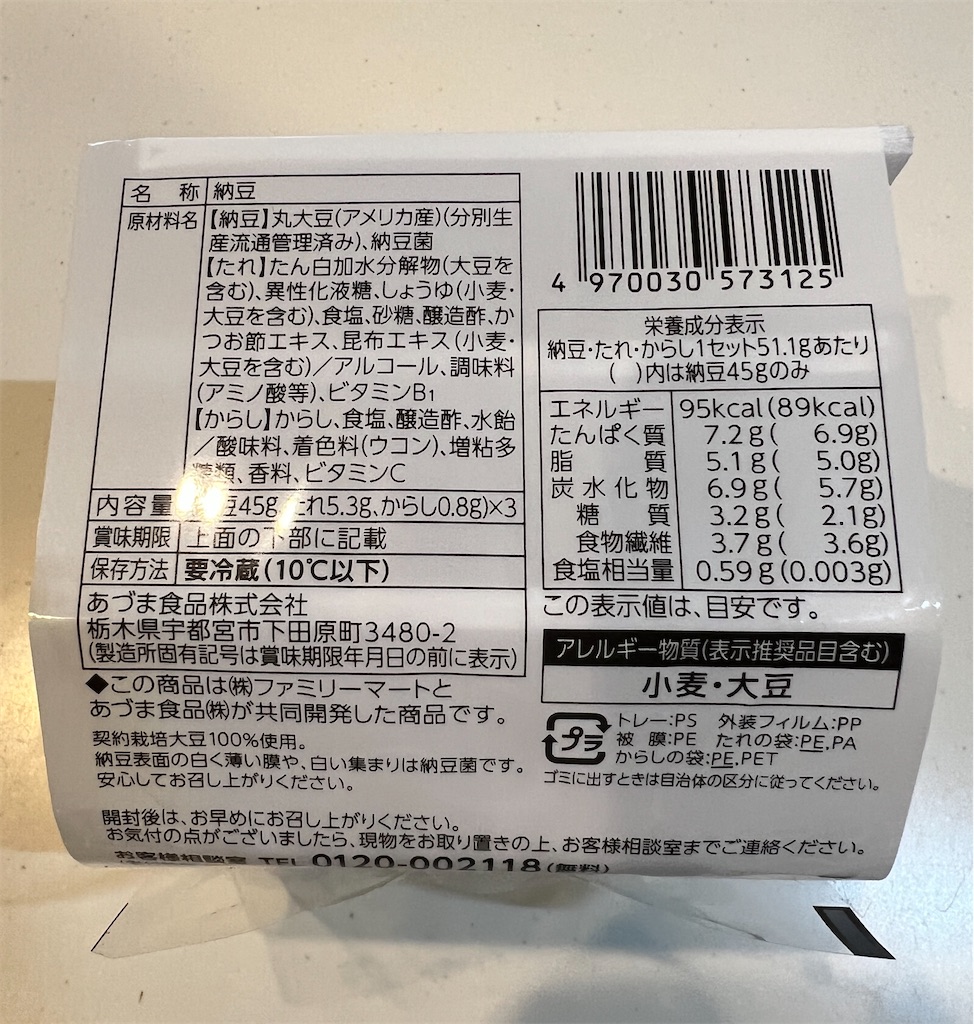 名 称 納豆
原材料名 【納豆】丸大豆(アメリカ産)(分別生
産流通管理済み)、納豆菌
【たれ】たん白加水分解物(大豆を
含む)、異性化液糖、しょうゆ(小麦・
大豆を含む)、食塩、砂糖、醸造酢、か
つお節エキス、昆布エキス(小麦・
大豆を含む)/アルコール、調味料
(アミノ酸等)、ビタミンB1
【からし】からし、食塩、醸造酢、水飴
/酸味料、着色料(ウコン)、増粘多
糖類、香料、ビタミンC
内容量 豆45g、たれ5.3g、からし0.8g)×3
賞味期限 上面の下部に記載
保存方法 要冷蔵(10℃以下)
あづま食品株式会社
栃木県宇都宮市下田原町3480-2
(製造所固有記号は賞味期限年月日の前に表示)
◆この商品は㈱ファミリーマートと
あづま食品㈱が共同開発した商品です。
契約栽培大豆100%使用。
納豆表面の白く薄い膜や、白い集まりは納豆菌です。
安心してお召し上がりください。
4 970030 573125
栄養成分表示
納豆・たれ・からし1セット51.1gあたり
( )内は納豆45gのみ
エネルギー 95kcal(89kcal)
たんぱく質 7.2g( 6.9g)
脂 質 5.1g( 5.0g)
炭水化物 6.9g( 5.7g)
糖 質 3.2g( 2.1g)
食物繊維 3.7g( 3.6g)
食塩相当量 0.59g(0.003g)
この表示値は、目安です。
アレルギー物質(表示推奨品目含む)
小麦・大豆
プラ
トレー:PS 外装フィルム:PP
被 膜:PE たれの袋:PE,PA
からしの袋:PE,PET
ゴミに出すときは自治体の区分に従ってください。
開封後は、お早めにお召し上がりください。
お気付の点がございましたら、現物をお取り置きの上、お客様相談室までご連絡ください。
お客様相談室 TEL 0120-002118(無料)